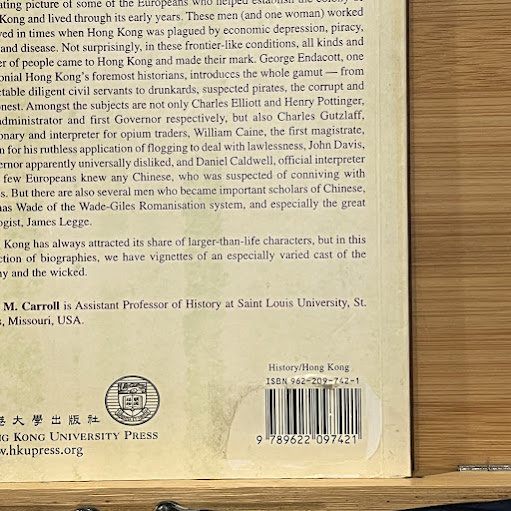 ating picture of some of the Europeans who helped establish the colony of
Kong and lived through its early years. These men (and one woman) worked
ved in times when Hong Kong was plagued by economic depression, piracy,
and disease. Not surprisingly, in these frontier-like conditions, all kinds and
er of people came to Hong Kong and made their mark. George Endacott, one
onial Hong Kong's foremost historians, introduces the whole gamut — from
ctable diligent civil servants to drunkards, suspected pirates, the corrupt and
onest. Amongst the subjects are not only Charles Elliott and Henry Pottinger,
administrator and first Governor respectively, but also Charles Gutzlaff,
onary and interpreter for opium traders, William Caine, the first magistrate,
n for his ruthless application of flogging to deal with lawlessness, John Davis,
ernor apparently universally disliked, and Daniel Caldwell, official interpreter
few Europeans knew any Chinese, who was suspected of conniving with
s. But there are also several men who became important scholars of Chinese,
as Wade of the Wade-Giles Romanisation system, and especially the great
ogist, James Legge.
Kong has always attracted its share of larger-than-life characters, but in this
ction of biographies, we have vignettes of an especially varied cast of the
hy and the wicked.
M. Carroll is Assistant Professor of History at Saint Louis University, St.
s, Missouri, USA.
History/Hong Kong
ISBN 962-209-742-1
9 789622 097421
港大學出版社
NG KONG UNIVERSITY PRESS
w.hkupress.org